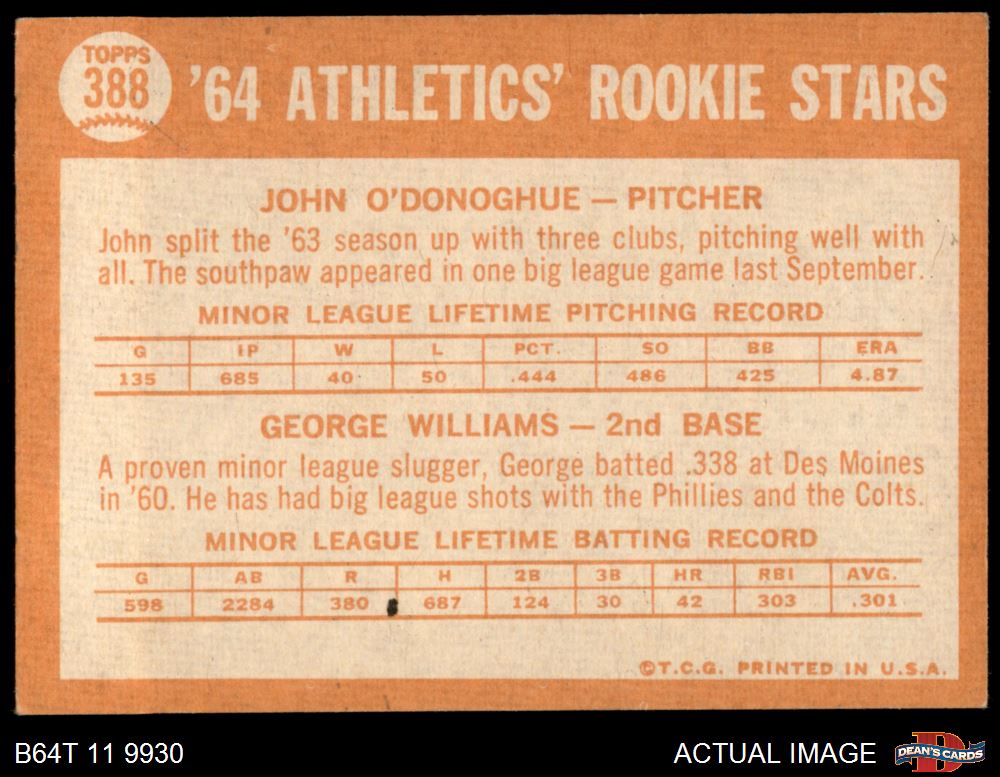 TOPPS
388
'64 ATHLETICS' ROOKIE STARS
JOHN O'DONOGHUE — PITCHER
John split the '63 season up with three clubs, pitching well with
all. The southpaw appeared in one big league game last September.
MINOR LEAGUE LIFETIME PITCHING RECORD
G IP W L PCT. SO BB ERA
135 685 40 50 .444 486 425 4.87
GEORGE WILLIAMS — 2nd BASE
A proven minor league slugger, George batted .338 at Des Moines
in '60. He has had big league shots with the Phillies and the Colts.
MINOR LEAGUE LIFETIME BATTING RECORD
G AB R H 2B 3B HR RBI AVG.
598 2284 380 687 124 30 42 303 .301
©T.C.G. PRINTED IN U.S.A.
B64T 11 9930
ACTUAL IMAGE
D
DEAN'S CARDS